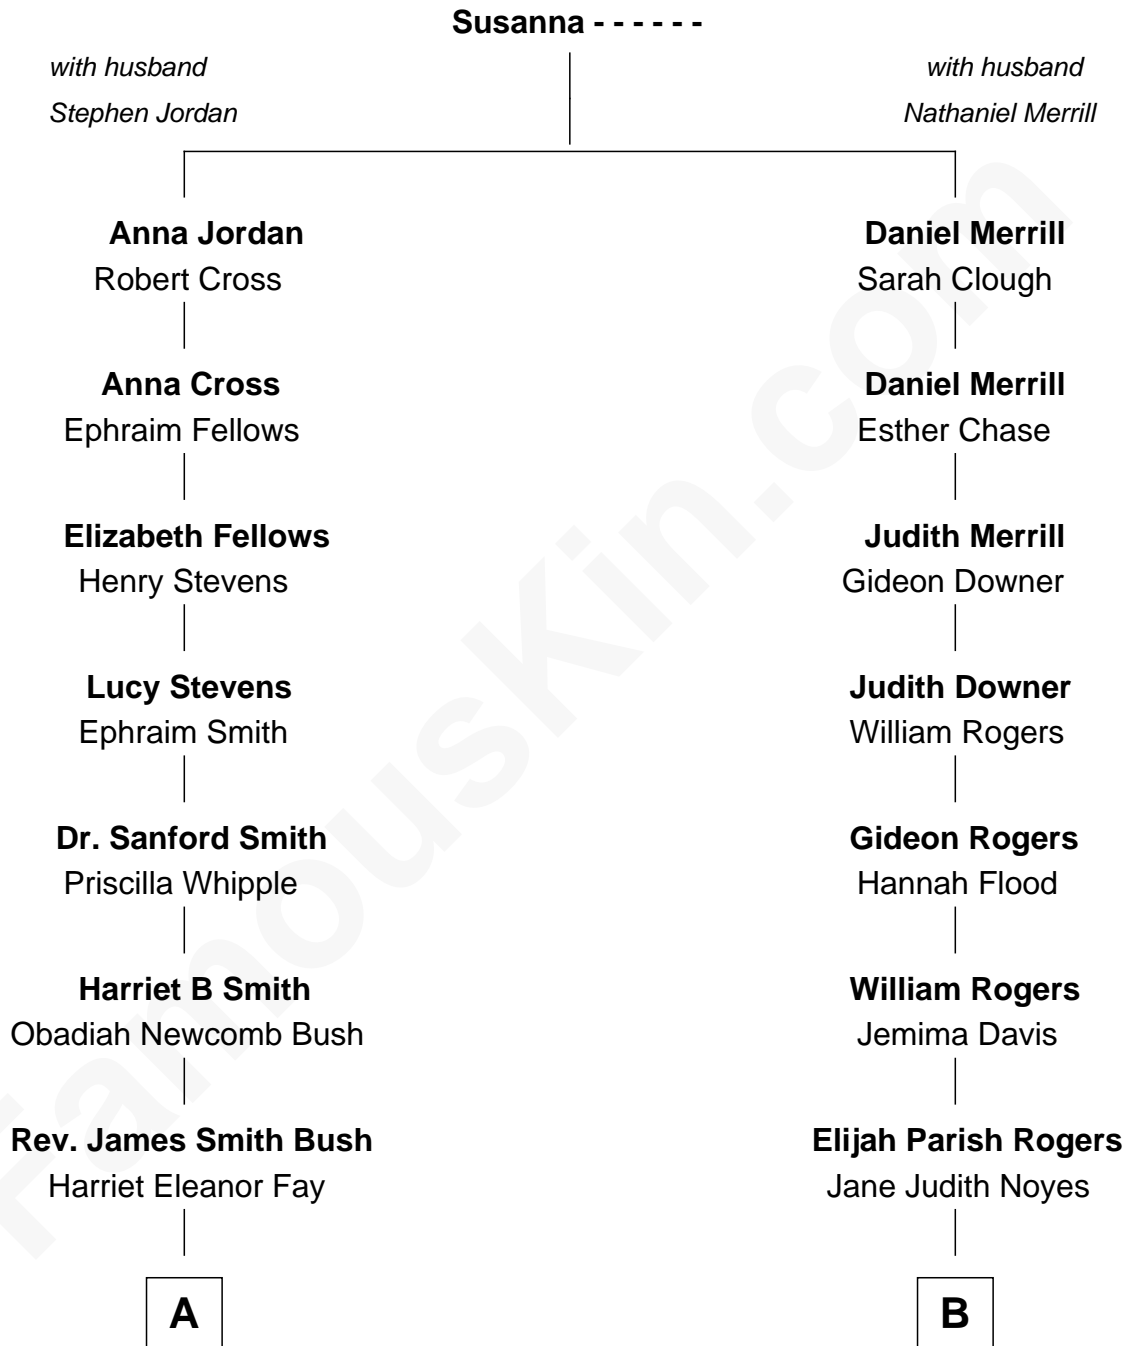 Susanna - - - - - -
with husband
Stephen Jordan
with husband
Nathaniel Merrill
Anna Jordan
Robert Cross
Daniel Merrill
Sarah Clough
Anna Cross
Ephraim Fellows
Daniel Merrill
Esther Chase
Elizabeth Fellows
Henry Stevens
Judith Merrill
Gideon Downer
Lucy Stevens
Ephraim Smith
Judith Downer
William Rogers
Dr. Sanford Smith
Priscilla Whipple
Gideon Rogers
Hannah Flood
Harriet B Smith
Obadiah Newcomb Bush
William Rogers
Jemima Davis
Rev. James Smith Bush
Harriet Eleanor Fay
Elijah Parish Rogers
Jane Judith Noyes
A
B
FamousKin.com